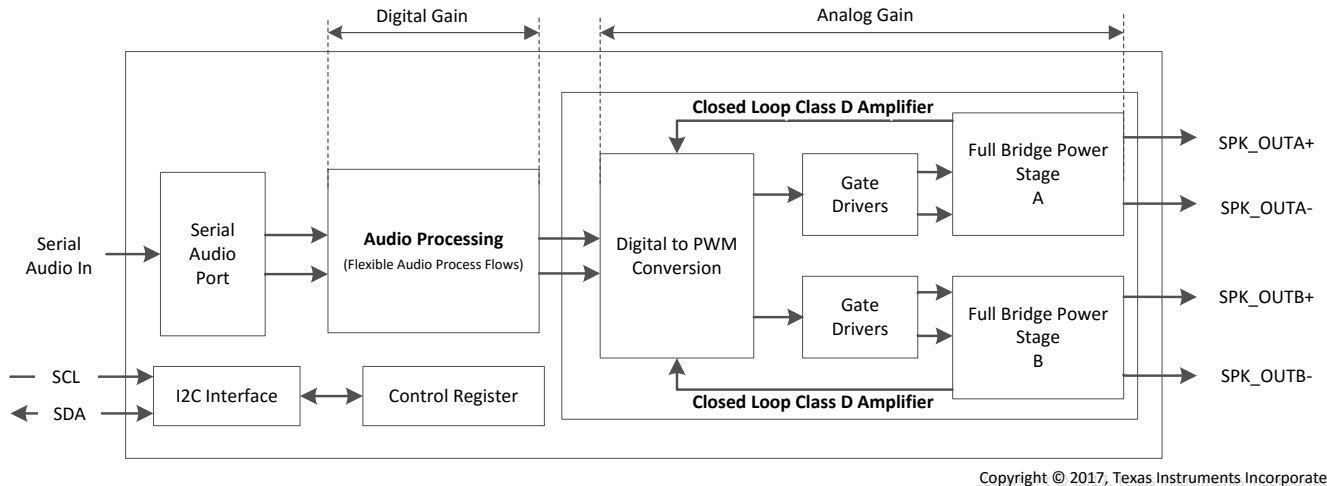 Digital Gain
Analog Gain
Closed Loop Class D Amplifier
Serial
Audio In
Serial
Audio
Port
Audio Processing
(Flexible Audio Process Flows)
Digital to PWM
Conversion
Gate
Drivers
Full Bridge Power
Stage
A
SPK_OUTA+
SPK_OUTA-
Gate
Drivers
Full Bridge Power
Stage
B
SPK_OUTB+
SPK_OUTB-
Closed Loop Class D Amplifier
SCL
SDA
I2C Interface
Control Register
Copyright © 2017, Texas Instruments Incorporate